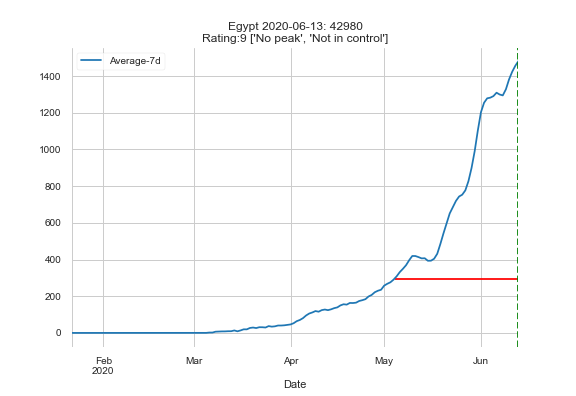 Egypt 2020-06-13: 42980
Rating:9 ['No peak', 'Not in control']
Average-7d
1400
1200
1000
800
600
400
200
0
Feb Mar Apr May Jun
2020
Date